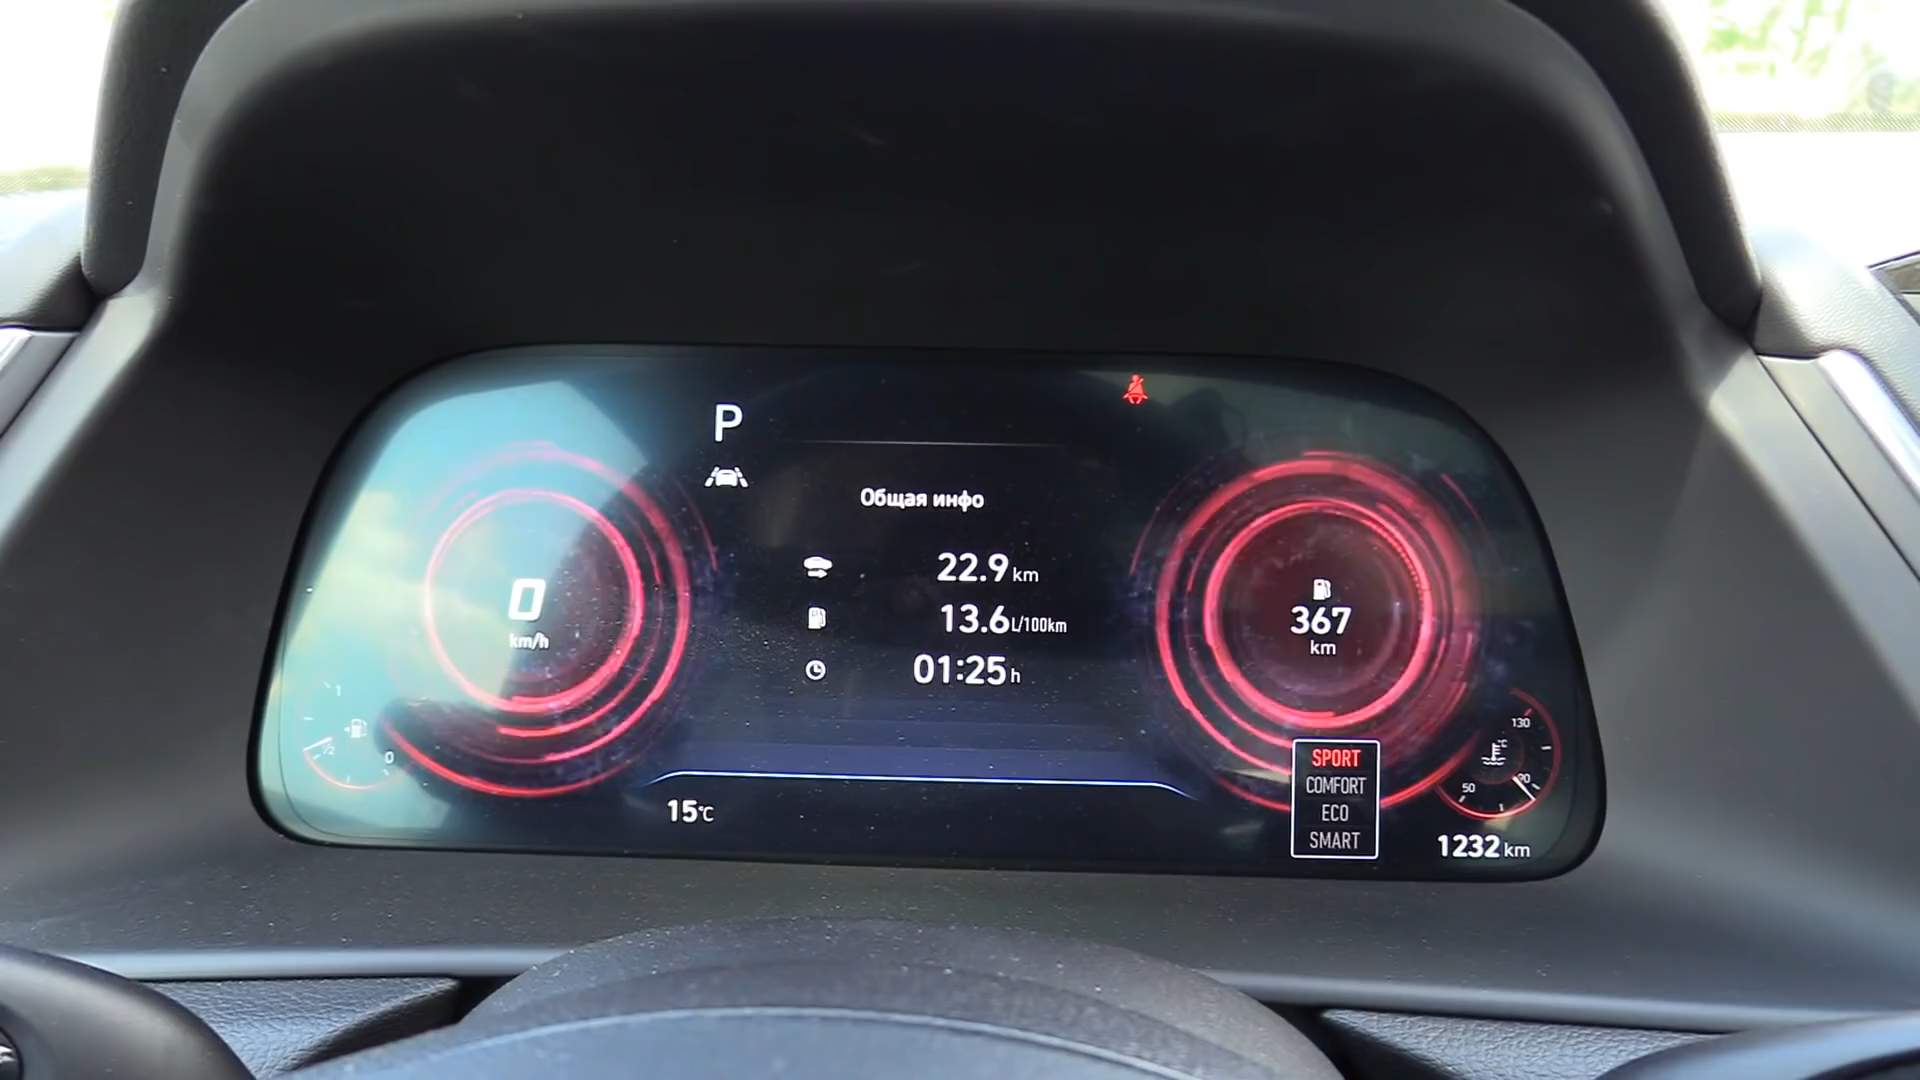 P
Общая инфо
22.9 km
13.6 L/100km
01:25 h
0
km/h
367
km
1
1/2
0
130
°C
90
50
SPORT
COMFORT
ECO
SMART
15°C
1232 km